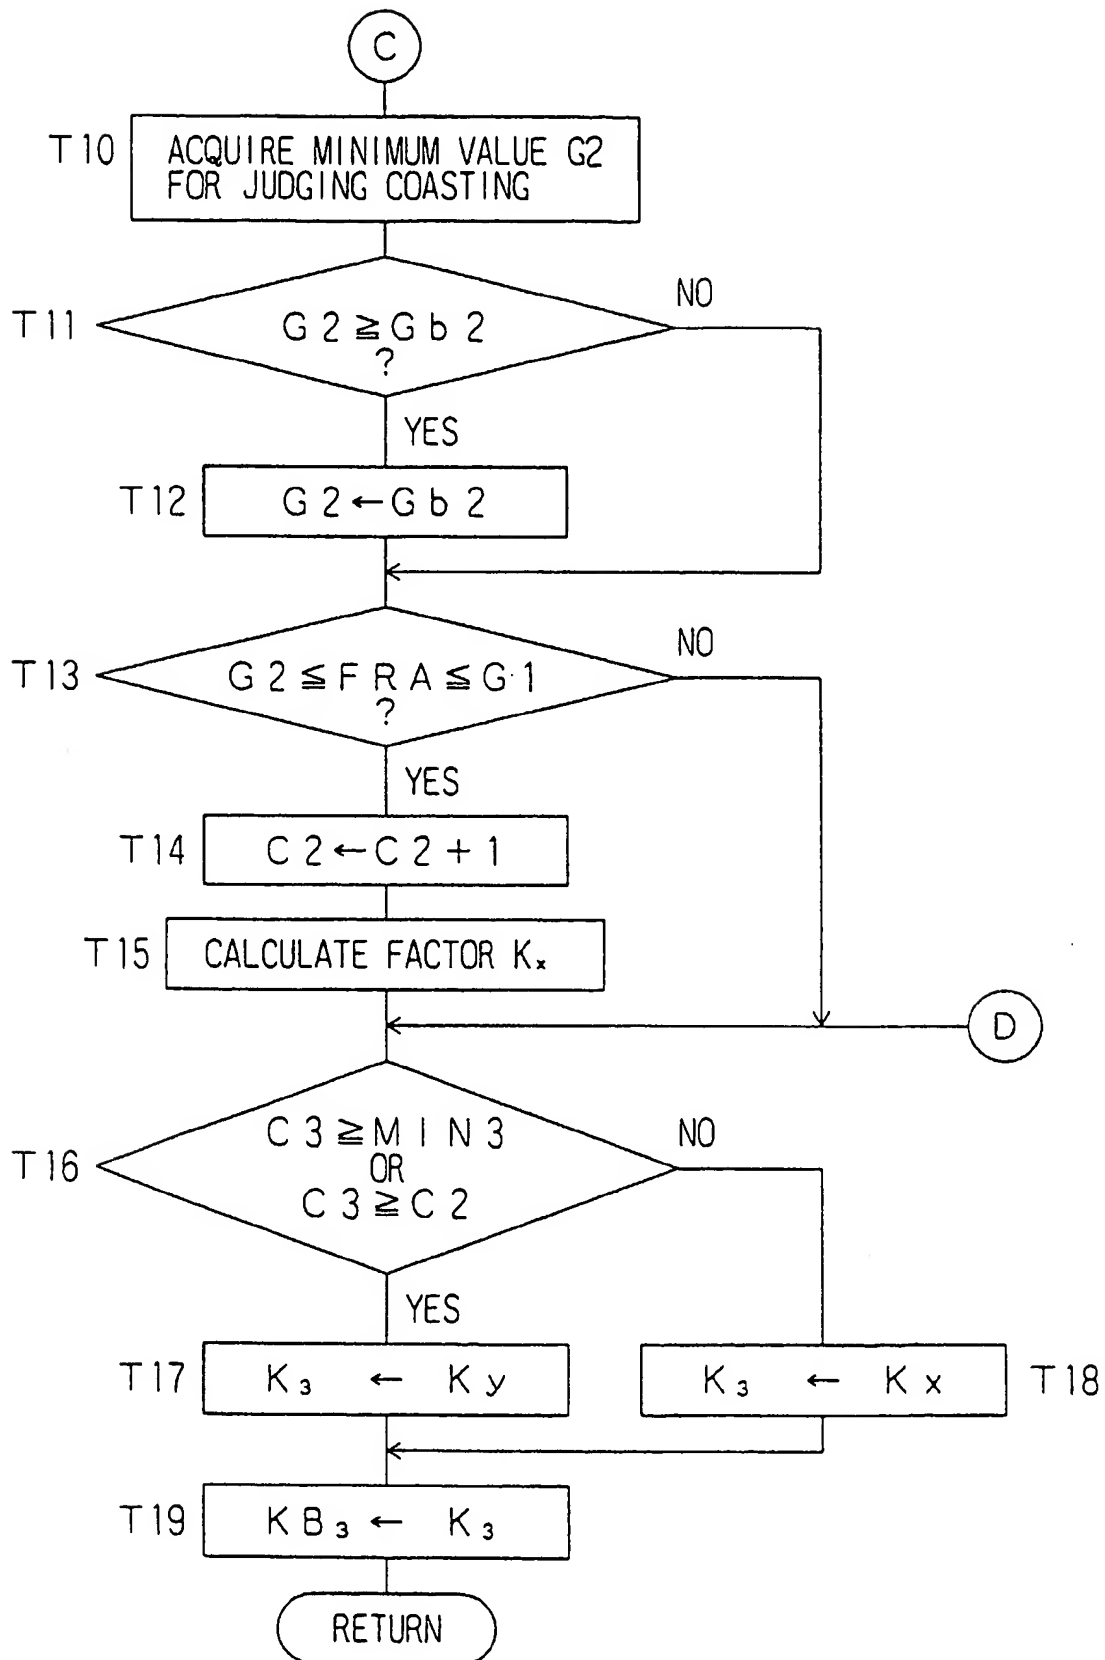 C
T10
ACQUIRE MINIMUM VALUE G2
FOR JUDGING COASTING
T11
G2≧Gb2
?
NO
YES
T12
G2←Gb2
T13
G2≦FRA≦G1
?
NO
YES
T14
C2←C2+1
T15
CALCULATE FACTOR Kx
D
T16
C3≧MIN3
OR
C3≧C2
NO
YES
T17
K₃ ← Ky
K₃ ← Kx
T18
T19
KB₃ ← K₃
RETURN